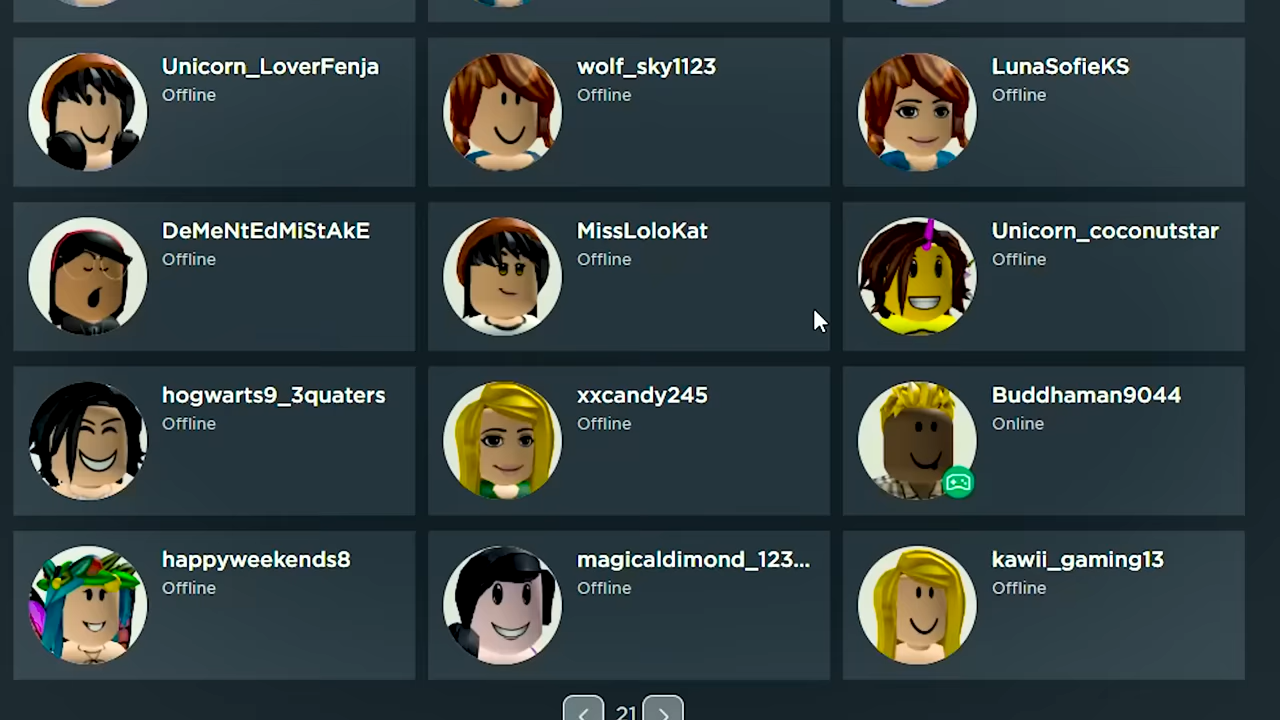 Unicorn_LoverFenja
Offline
wolf_sky1123
Offline
LunaSofieKS
Offline
DeMeNtEdMiStAkE
Offline
MissLoloKat
Offline
Unicorn_coconutstar
Offline
hogwarts9_3quaters
Offline
xxcandy245
Offline
Buddhaman9044
Online
happyweekends8
Offline
magicaldimond_123...
Offline
kawii_gaming13
Offline
21